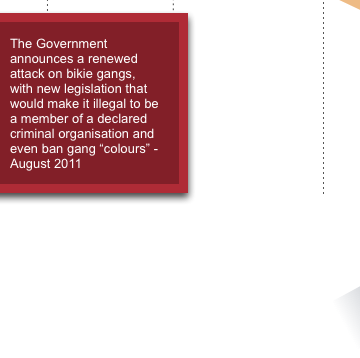 The Government
announces a renewed
attack on bikie gangs,
with new legislation that
would make it illegal to be
a member of a declared
criminal organisation and
even ban gang “colours” -
August 2011